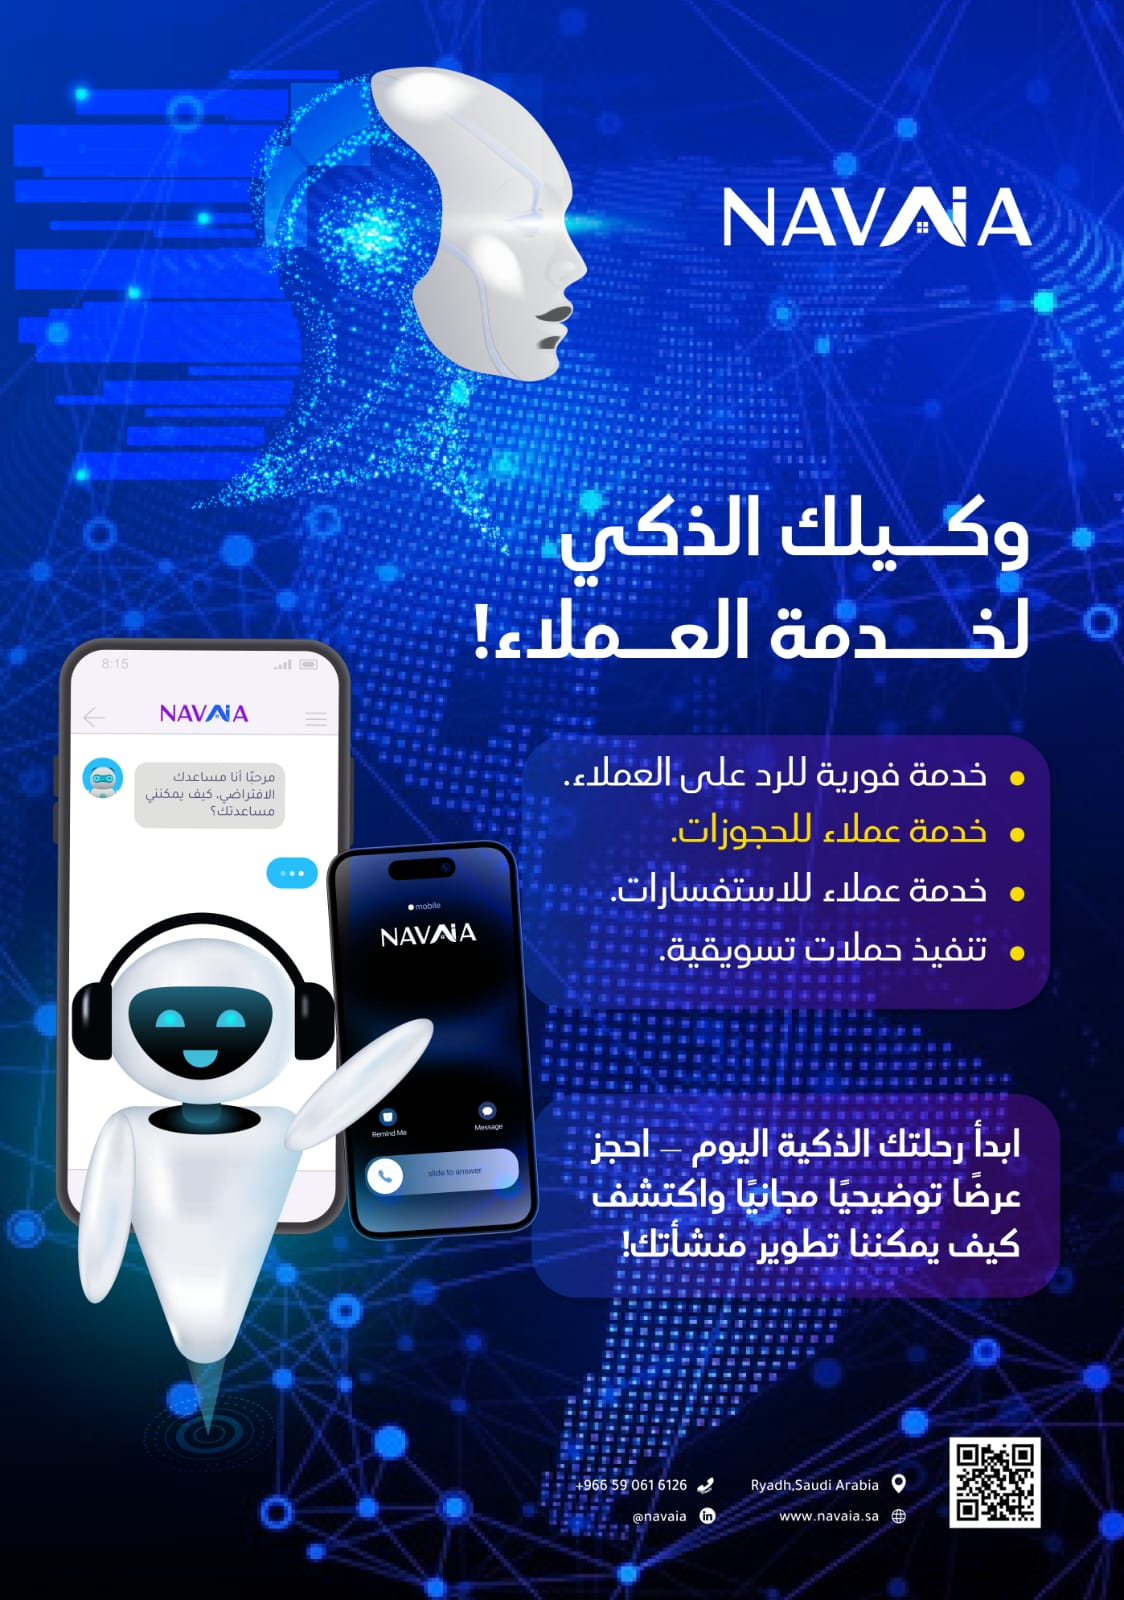 NAVAiA
وكـــيلك الذكي
لخـــــدمة العـــملاء!
8:15
NAVAiA
مرحبًا أنا مساعدك
الافتراضي. كيف يمكنني
مساعدتك؟
خدمة فورية للرد على العملاء.
خدمة عملاء للحجوزات.
خدمة عملاء للاستفسارات.
تنفيذ حملات تسويقية.
mobile
NAVAiA
Remind Me
Message
slide to answer
ابدأ رحلتك الذكية اليوم – احجز
عرضًا توضيحيًا مجانيًا واكتشف
كيف يمكننا تطوير منشأتك!
+966 59 061 6126
Ryadh,Saudi Arabia
@navaia
www.navaia.sa